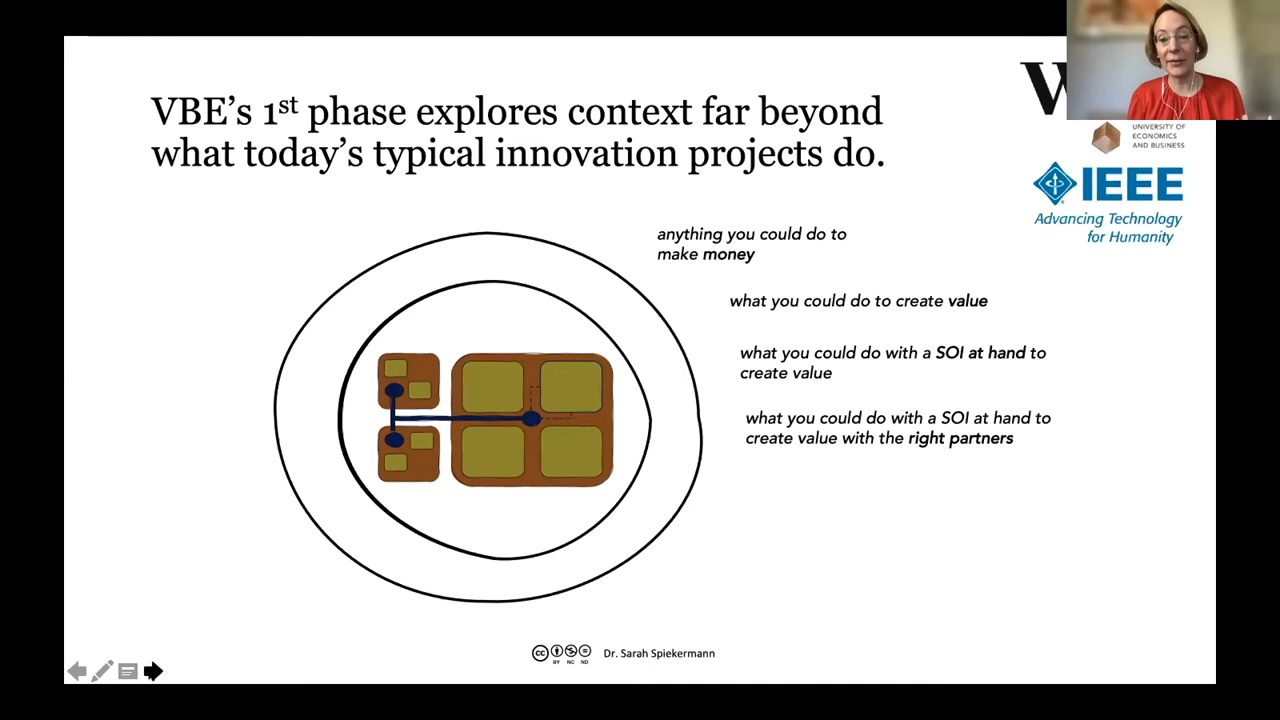 VBE’s 1st phase explores context far beyond
what today’s typical innovation projects do.
W
UNIVERSITY OF
ECONOMICS
AND BUSINESS
IEEE
Advancing Technology
for Humanity
anything you could do to
make money
what you could do to create value
what you could do with a SOI at hand to
create value
what you could do with a SOI at hand to
create value with the right partners
cc BY NC ND Dr. Sarah Spiekermann